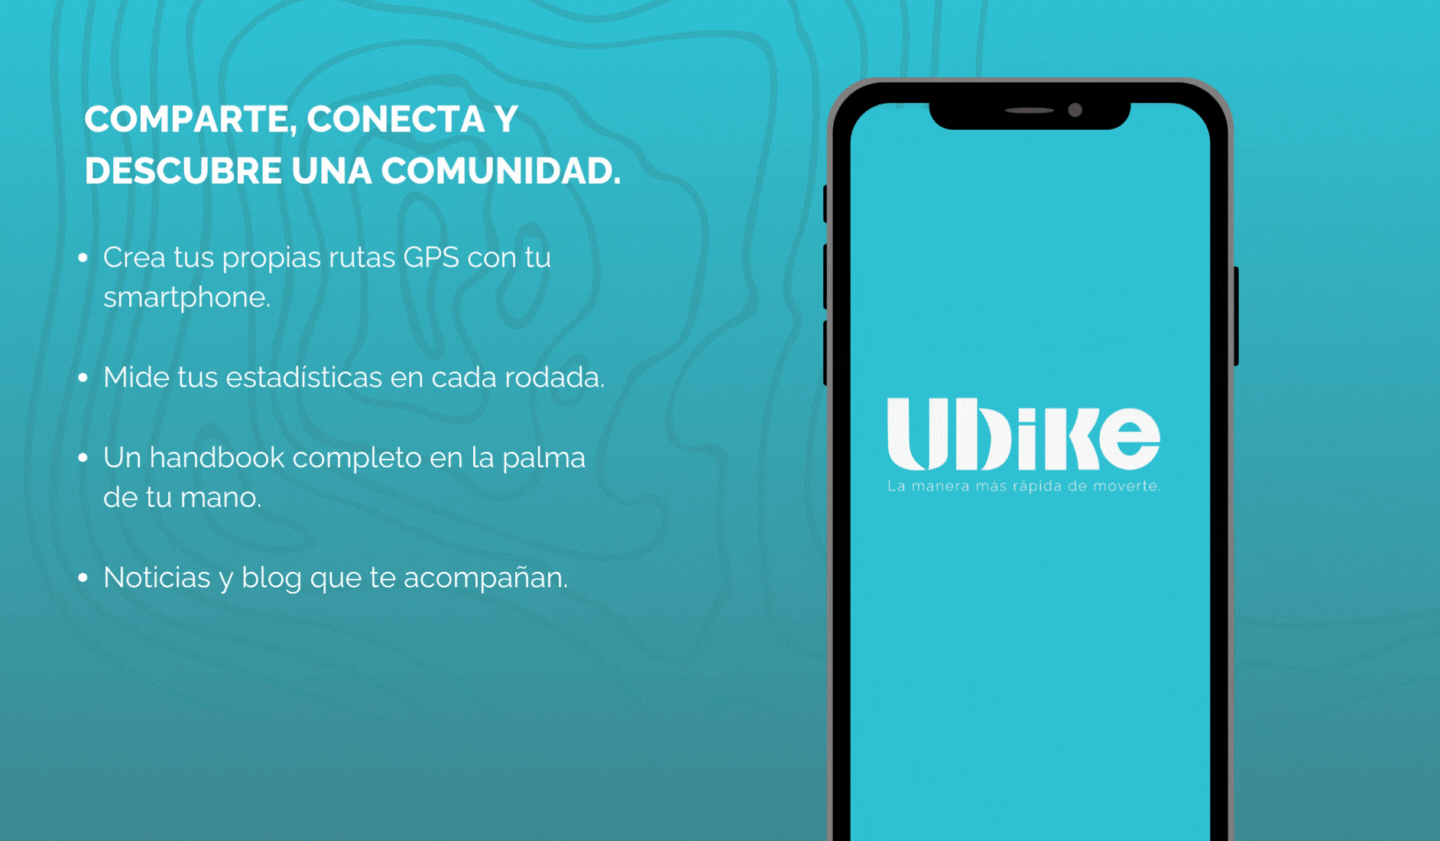 COMPARTE, CONECTA Y
DESCUBRE UNA COMUNIDAD.
• Crea tus propias rutas GPS con tu
smartphone.
• Mide tus estadísticas en cada rodada.
• Un handbook completo en la palma
de tu mano.
• Noticias y blog que te acompañan.
Ubike
La manera más rápida de moverte.